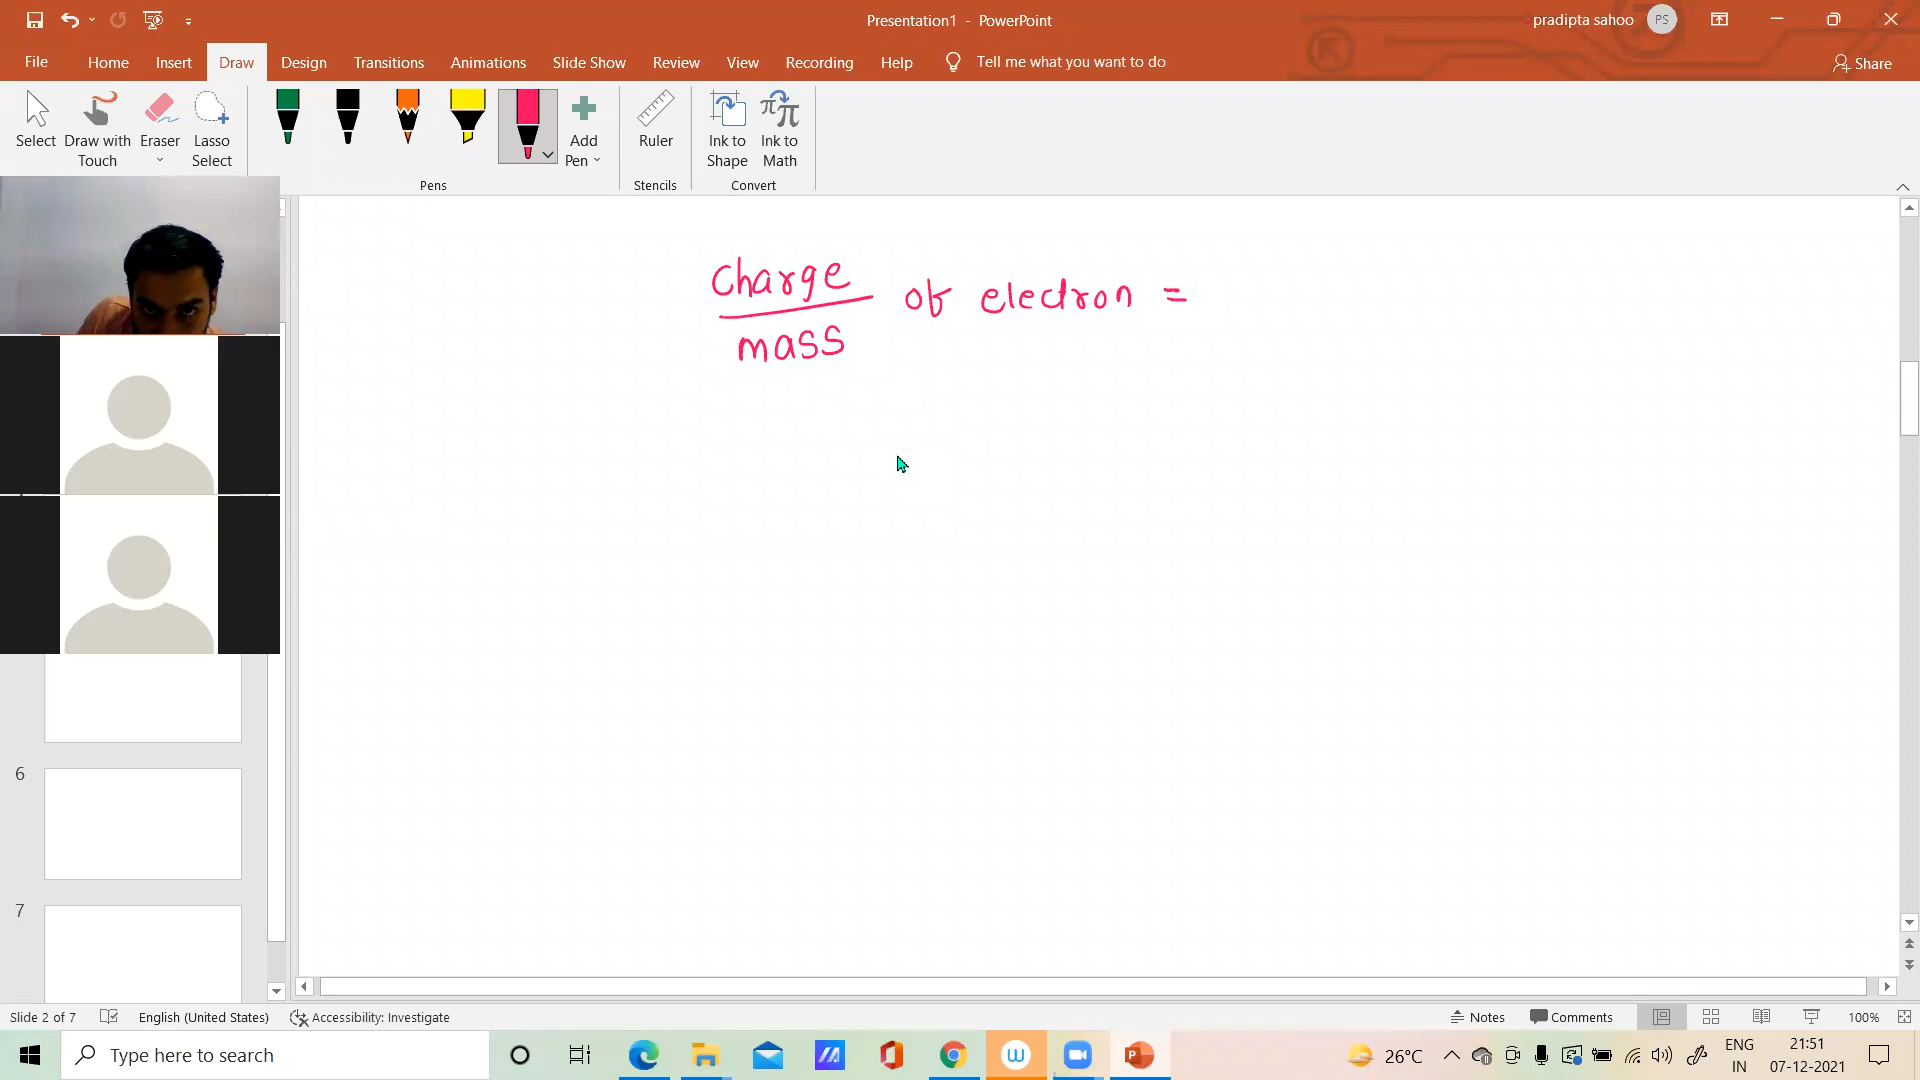 Presentation1 - PowerPoint
pradipta sahoo PS
File Home Insert Draw Design Transitions Animations Slide Show Review View Recording Help Tell me what you want to do Share
Select
Draw with Touch
Eraser
Lasso Select
Add Pen
Ruler
Ink to Shape
Ink to Math
Pens
Stencils
Convert
charge
mass
of electron =
6
7
Slide 2 of 7 English (United States) Accessibility: Investigate Notes Comments 100%
Type here to search
26°C
ENG
IN
21:51
07-12-2021